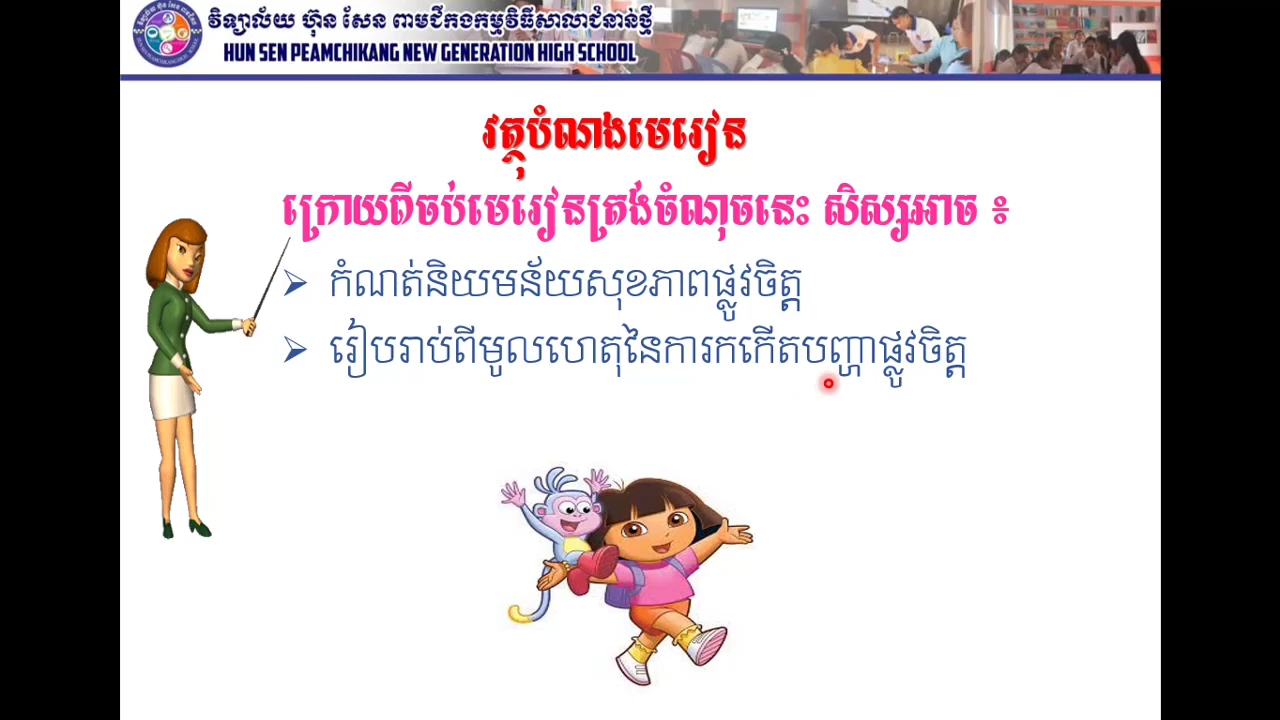 វិទ្យាល័យ ហ៊ុន សែន ពាមជីកងកម្មវិធីសាលាជំនាន់ថ្មី
HUN SEN PEAMCHIKANG NEW GENERATION HIGH SCHOOL
វត្ថុបំណងមេរៀន
ក្រោយពីចប់មេរៀនត្រង់ចំណុចនេះ សិស្សអាច ៖
កំណត់និយមន័យសុខភាពផ្លូវចិត្ត
រៀបរាប់ពីមូលហេតុនៃការកកើតបញ្ហាផ្លូវចិត្ត